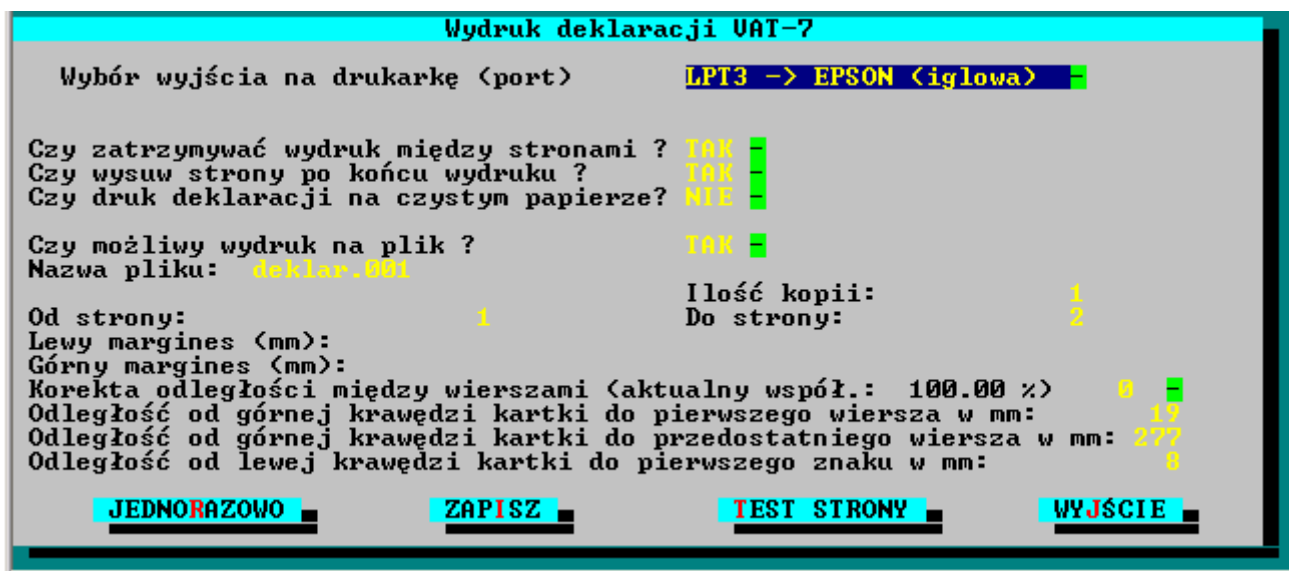 Wydruk deklaracji VAT-7
Wybór wyjścia na drukarkę (port) LPT3 -> EPSON (iglowa) -
Czy zatrzymywać wydruk między stronami ? TAK -
Czy wysuw strony po końcu wydruku ? TAK -
Czy druk deklaracji na czystym papierze? NIE -
Czy możliwy wydruk na plik ? TAK -
Nazwa pliku: deklar.001
Ilość kopii: 1
Od strony: 1 Do strony: 2
Lewy margines (mm):
Górny margines (mm):
Korekta odległości między wierszami (aktualny współ.: 100.00 %) 0 -
Odległość od górnej krawędzi kartki do pierwszego wiersza w mm: 19
Odległość od górnej krawędzi kartki do przedostatniego wiersza w mm: 277
Odległość od lewej krawędzi kartki do pierwszego znaku w mm: 8
JEDNORAZOWO ZAPISZ TEST STRONY WYJŚCIE